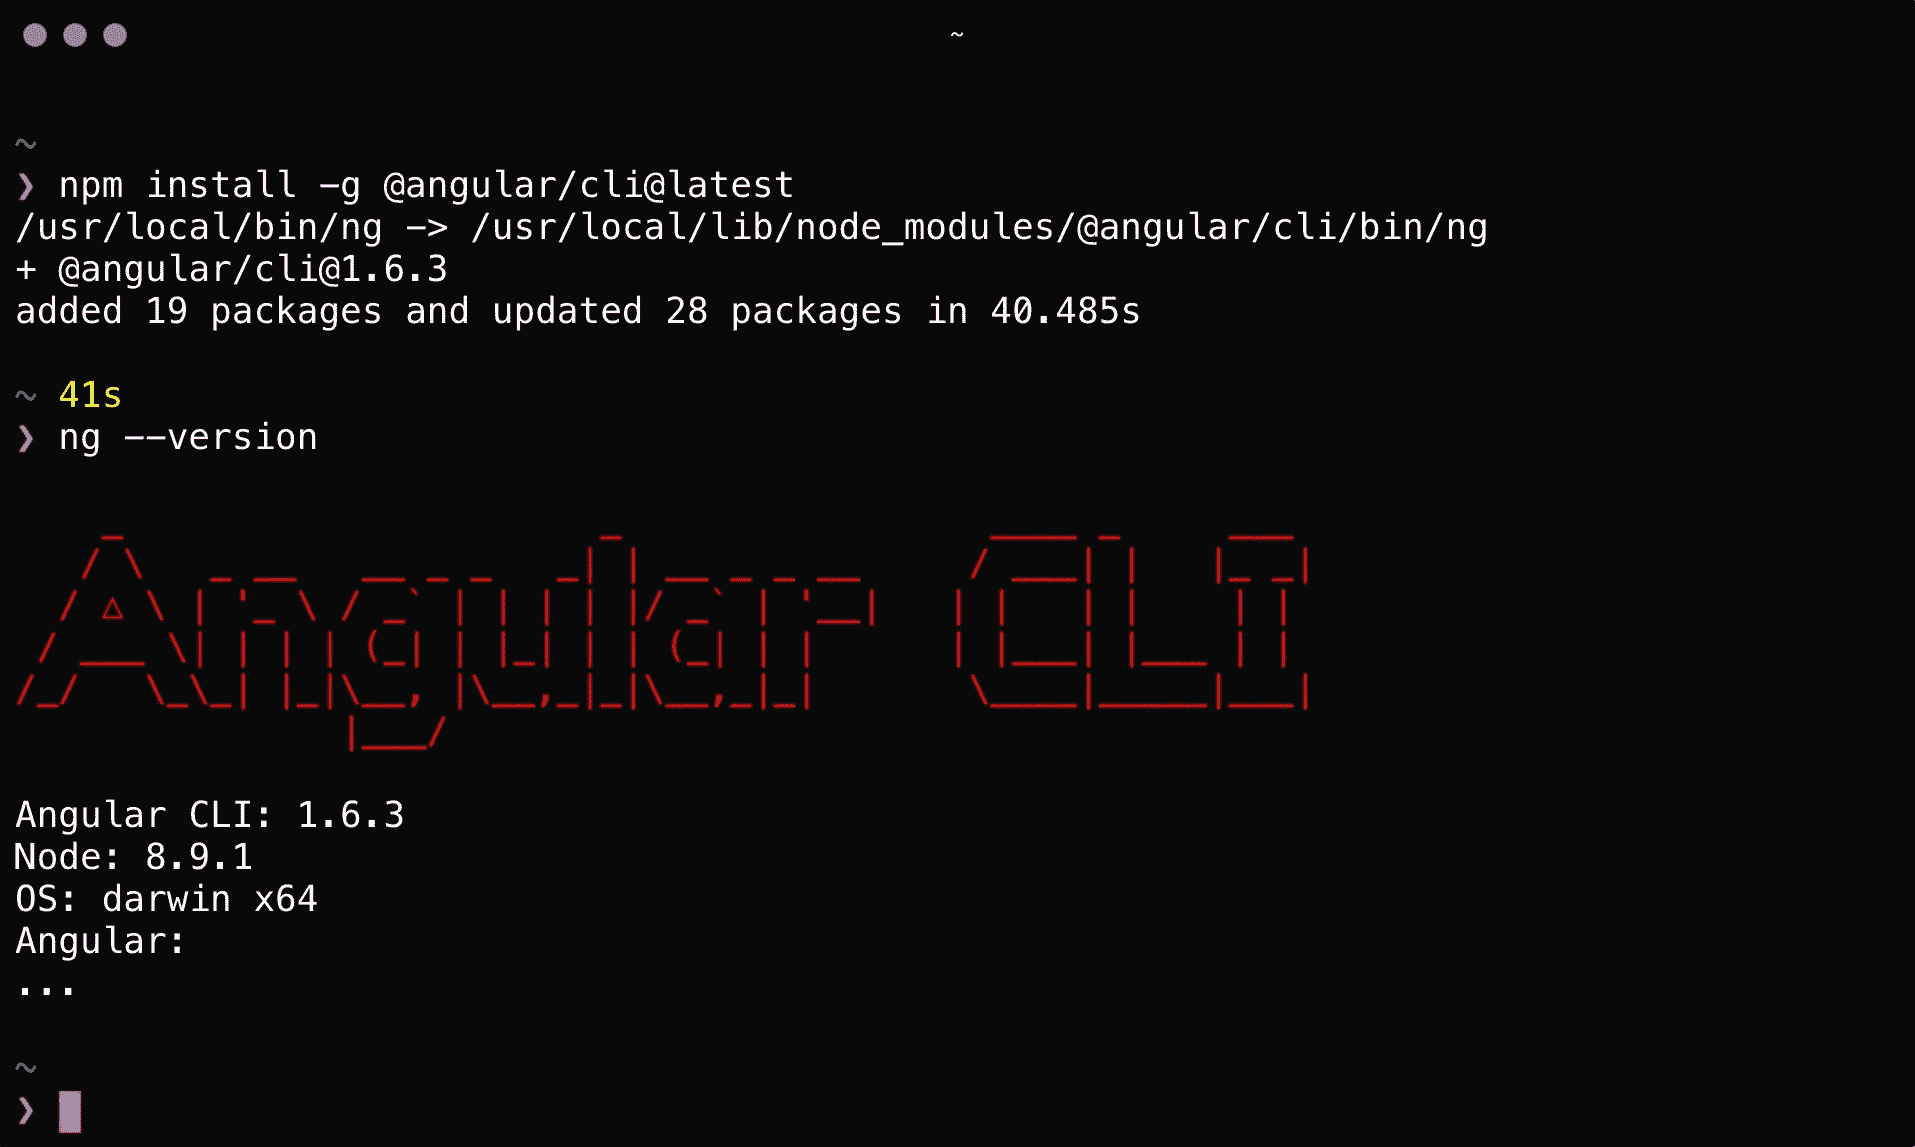 ~
~
❯ npm install -g @angular/cli@latest
/usr/local/bin/ng -> /usr/local/lib/node_modules/@angular/cli/bin/ng
+ @angular/cli@1.6.3
added 19 packages and updated 28 packages in 40.485s
~ 41s
❯ ng --version
Angular CLI
Angular CLI: 1.6.3
Node: 8.9.1
OS: darwin x64
Angular:
...
~
❯